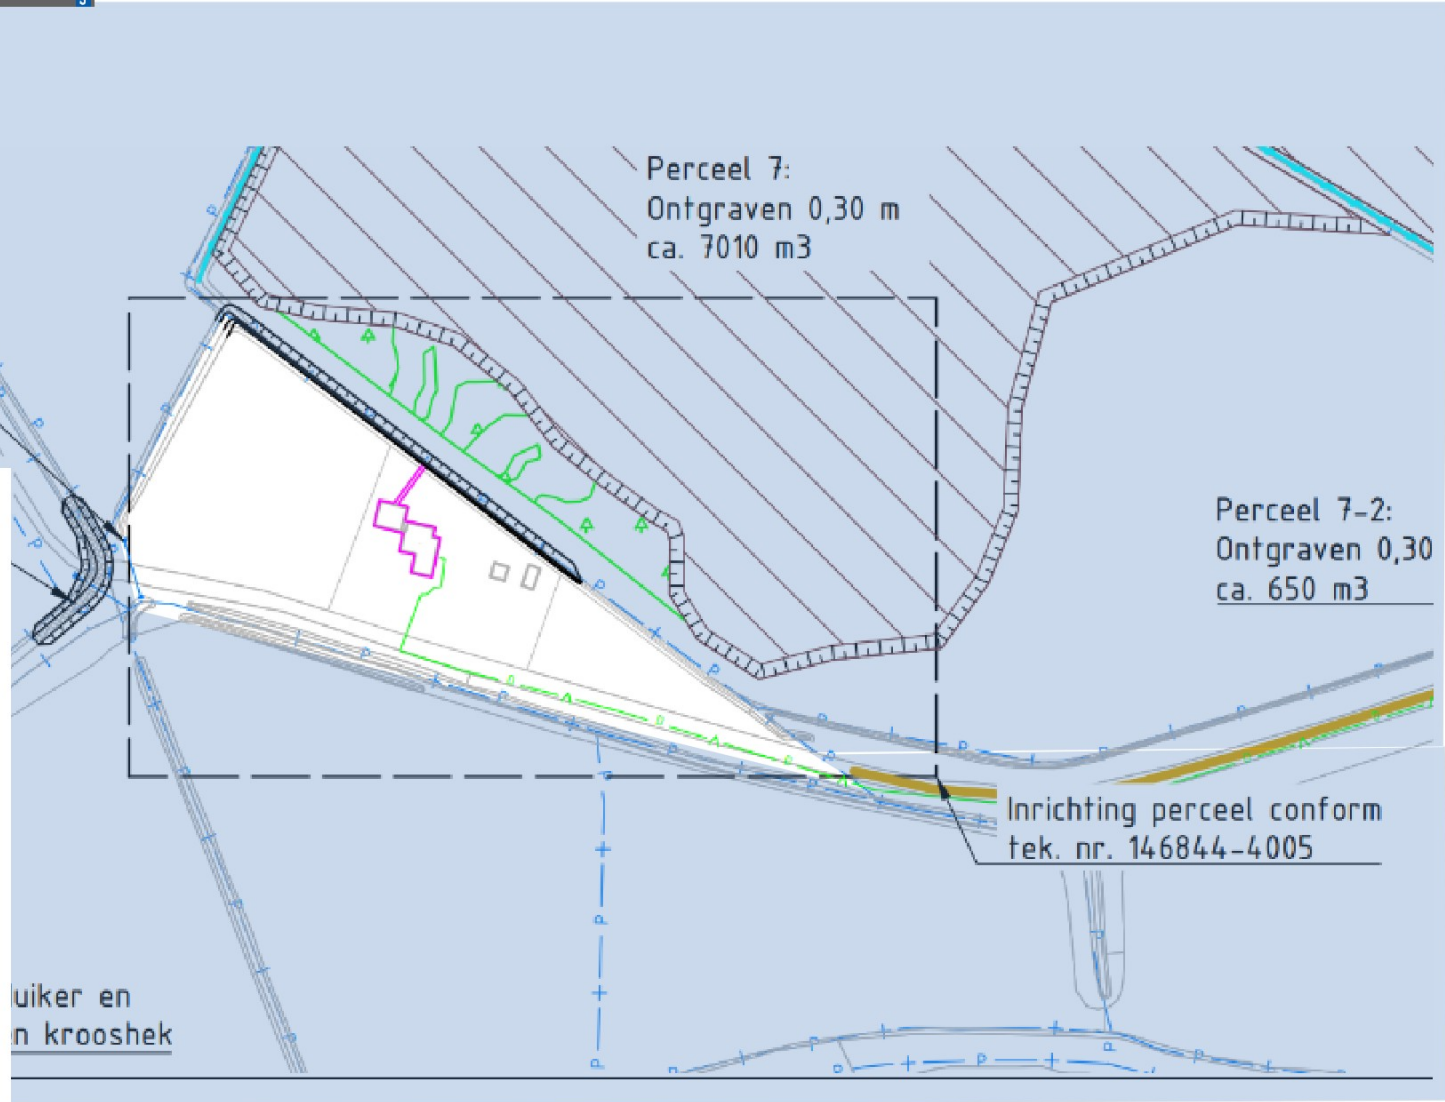 Perceel 7:
Ontgraven 0,30 m
ca. 7010 m3
Perceel 7-2:
Ontgraven 0,30
ca. 650 m3
Inrichting perceel conform
tek. nr. 146844-4005
luiker en
n krooshek